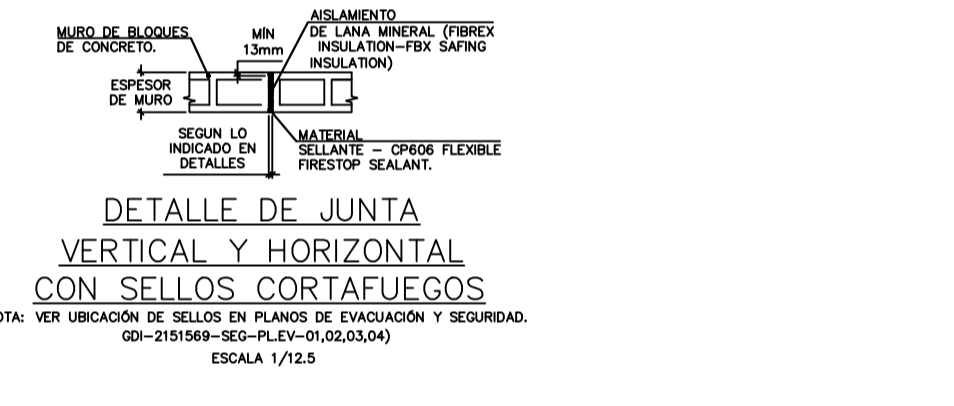 MURO DE BLOQUES
DE CONCRETO.
MÍN
13mm
AISLAMIENTO
DE LANA MINERAL (FIBREX
INSULATION-FBX SAFING
INSULATION)
ESPESOR
DE MURO
SEGUN LO
INDICADO EN
DETALLES
MATERIAL
SELLANTE - CP606 FLEXIBLE
FIRESTOP SEALANT.
DETALLE DE JUNTA
VERTICAL Y HORIZONTAL
CON SELLOS CORTAFUEGOS
OTA: VER UBICACIÓN DE SELLOS EN PLANOS DE EVACUACIÓN Y SEGURIDAD.
GDI-2151569-SEG-PL.EV-01,02,03,04)
ESCALA 1/12.5